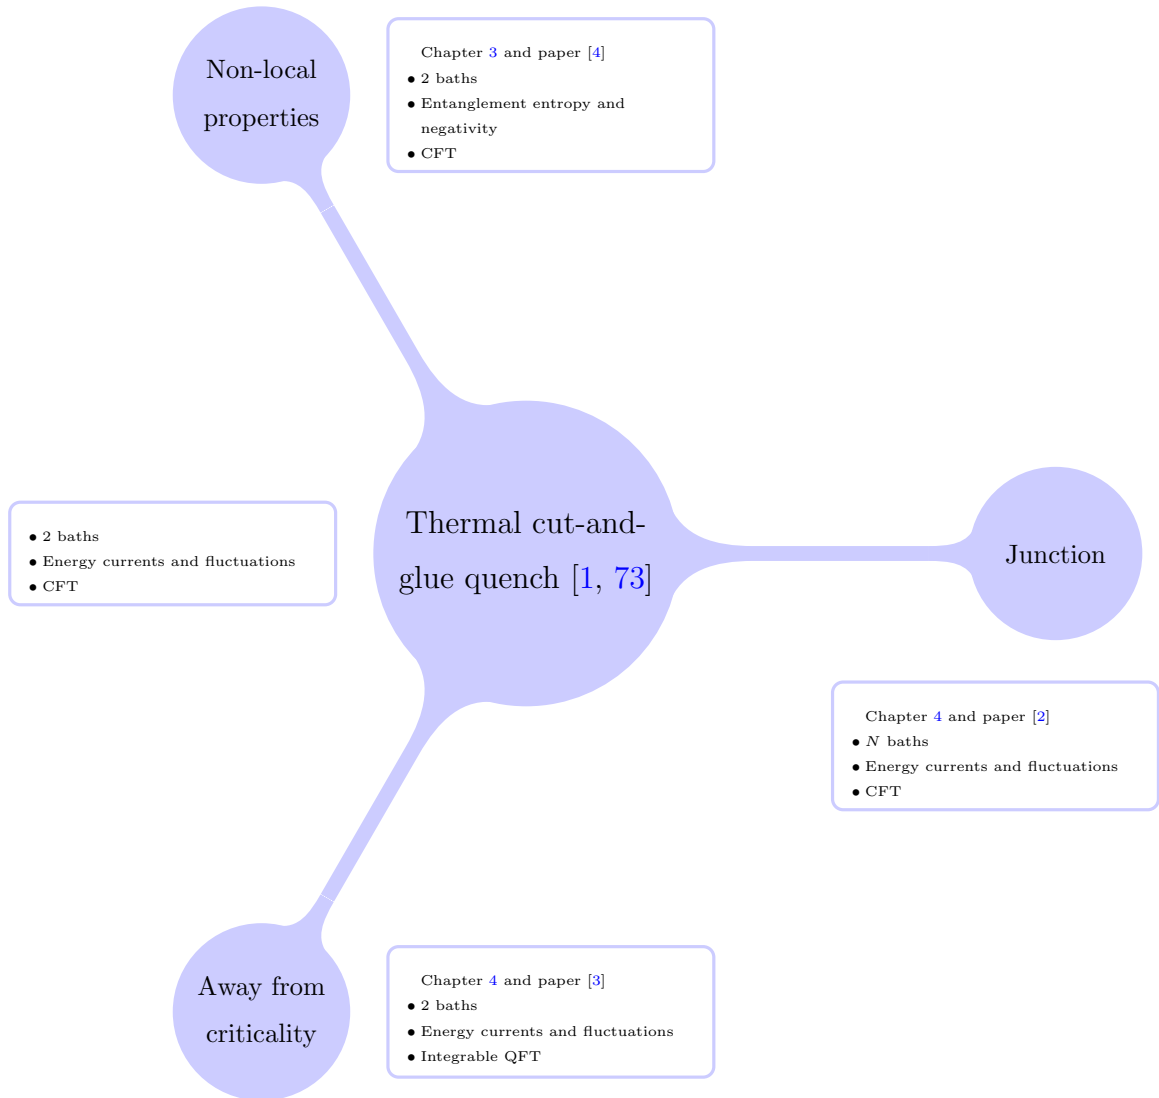 Non-local
properties
Chapter 3 and paper [4]
• 2 baths
• Entanglement entropy and
negativity
• CFT
Thermal cut-and-
glue quench [1, 73]
• 2 baths
• Energy currents and fluctuations
• CFT
Junction
Chapter 4 and paper [2]
• N baths
• Energy currents and fluctuations
• CFT
Away from
criticality
Chapter 4 and paper [3]
• 2 baths
• Energy currents and fluctuations
• Integrable QFT